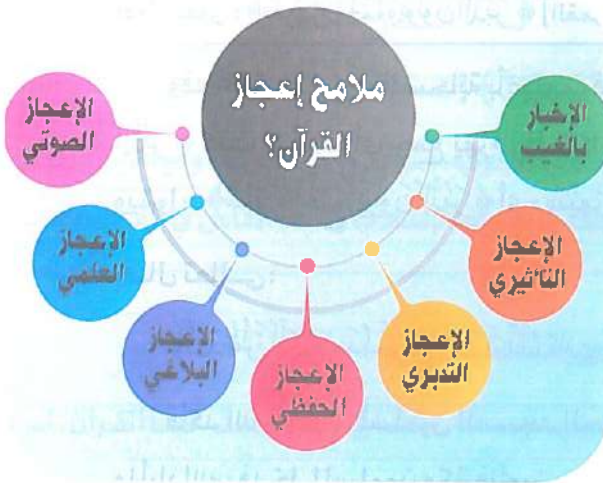 ملامح إعجاز
القرآن؟
الإخبار
بالغيب
الإعجاز
التأثيري
الإعجاز
التدبري
الإعجاز
الحفظي
الإعجاز
البلاغي
الإعجاز
العلمي
الإعجاز
الصوتي